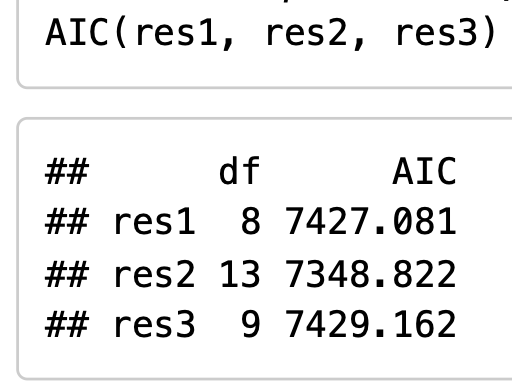 AIC(res1, res2, res3)
##      df      AIC
## res1  8 7427.081
## res2 13 7348.822
## res3  9 7429.162